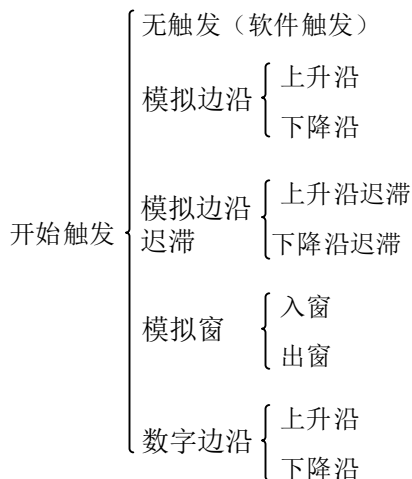 无触发（软件触发）
模拟边沿
上升沿
下降沿
开始触发
模拟边沿
迟滞
上升沿迟滞
下降沿迟滞
模拟窗
入窗
出窗
数字边沿
上升沿
下降沿